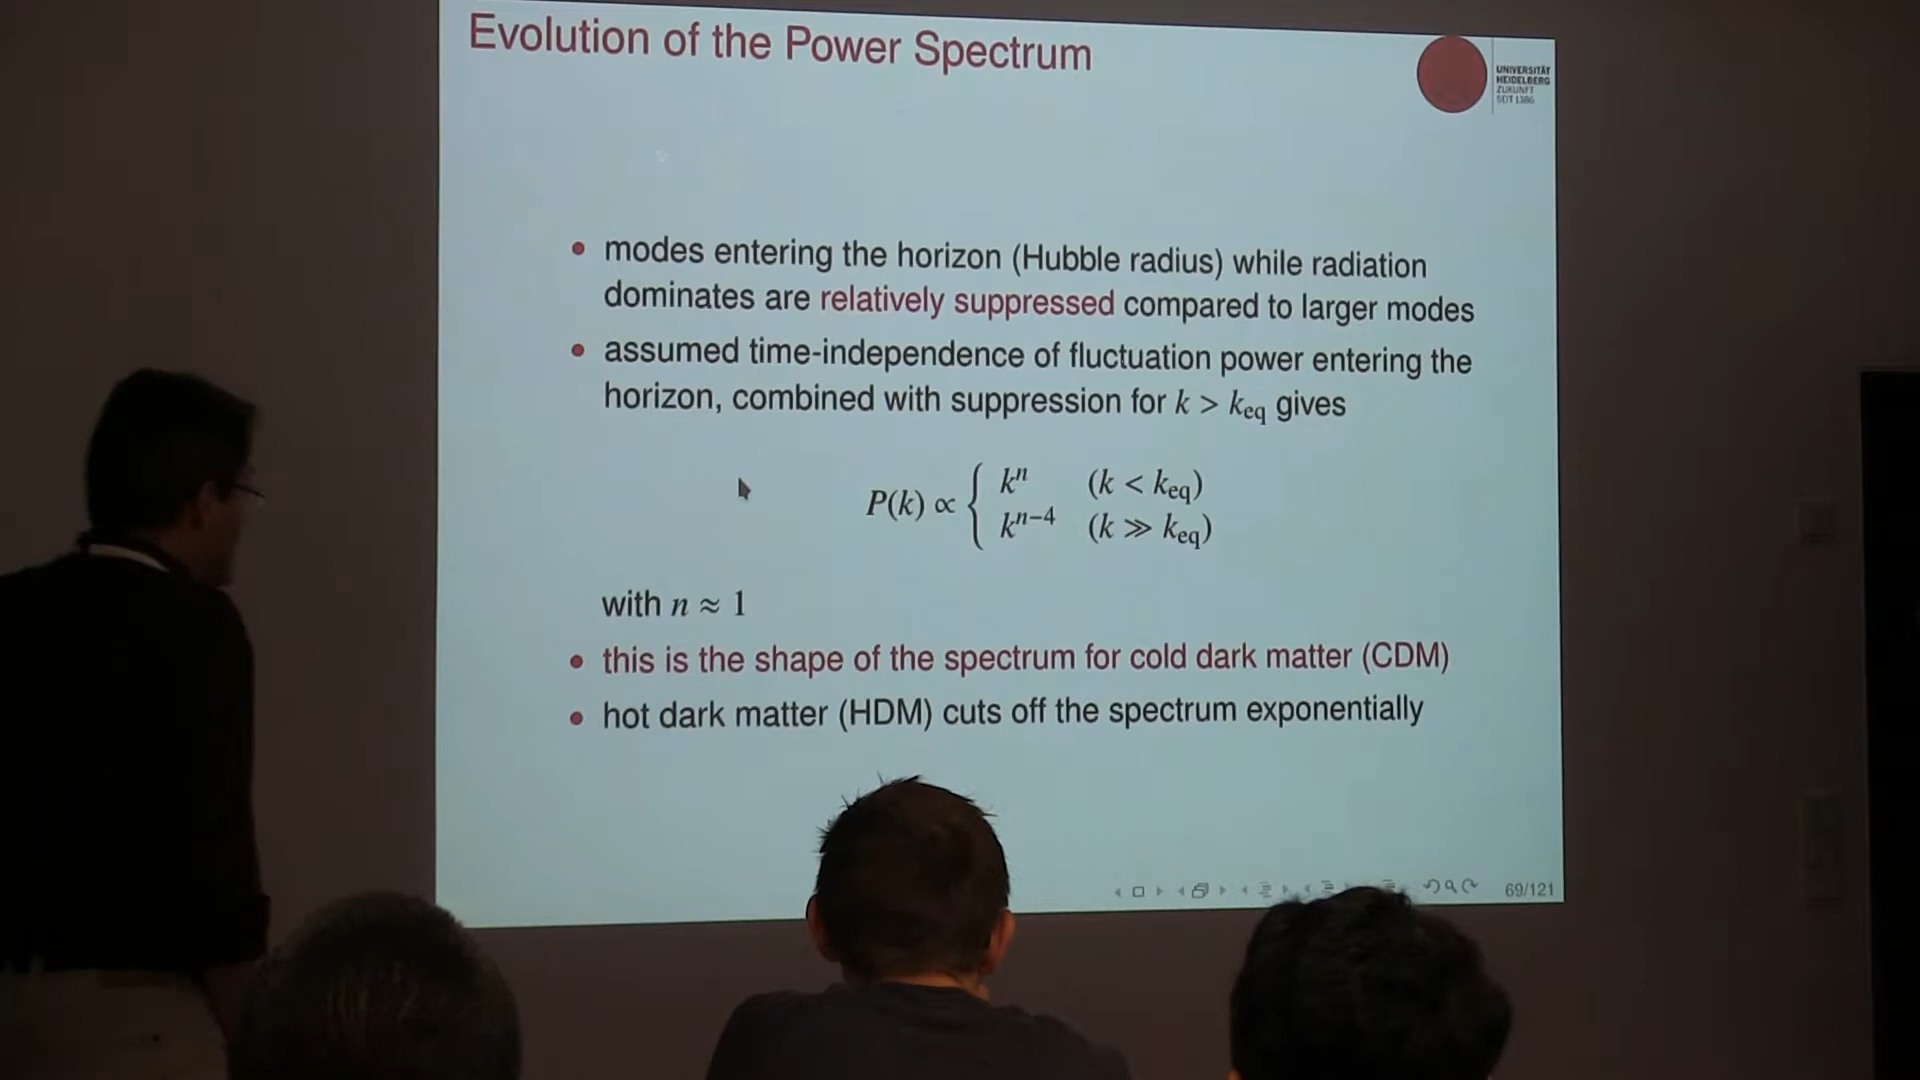 Evolution of the Power Spectrum
UNIVERSITÄT
HEIDELBERG
ZUKUNFT
SEIT 1386
• modes entering the horizon (Hubble radius) while radiation
dominates are relatively suppressed compared to larger modes
• assumed time-independence of fluctuation power entering the
horizon, combined with suppression for k > k_eq gives
P(k) ∝ { k^n (k < k_eq)
k^{n−4} (k ≫ k_eq)
with n ≈ 1
• this is the shape of the spectrum for cold dark matter (CDM)
• hot dark matter (HDM) cuts off the spectrum exponentially
69/121